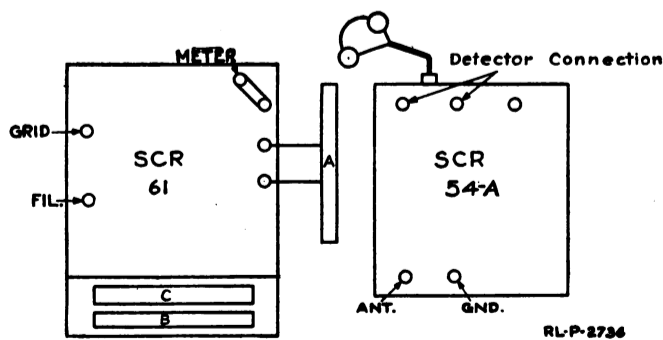 METER
Detector Connection
GRID
SCR
61
A
SCR
54-A
FIL.
C
B
ANT.
GND.
RL-P-2736